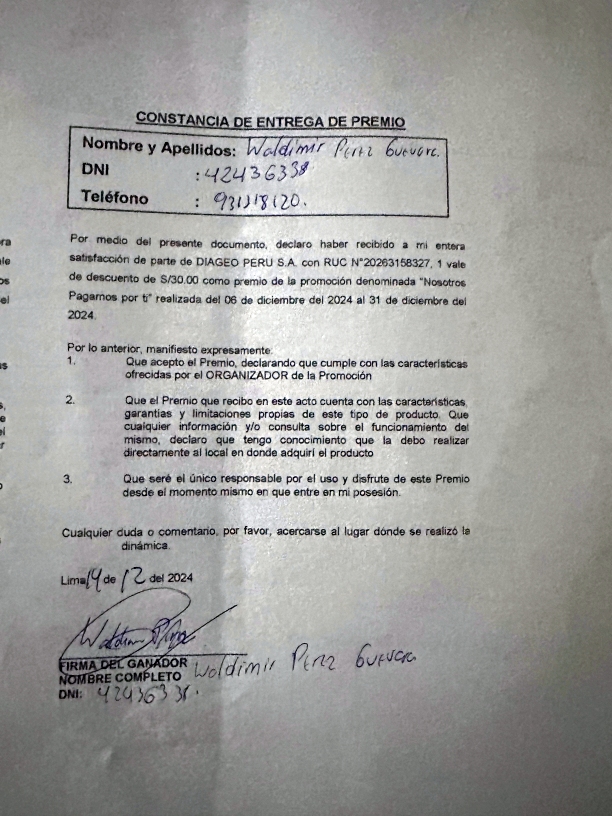 CONSTANCIA DE ENTREGA DE PREMIO
Nombre y Apellidos: Waldimir Perez Guevara.
DNI : 42436338
Teléfono : 931318120.
Por medio del presente documento, declaro haber recibido a mi entera
satisfacción de parte de DIAGEO PERU S.A. con RUC N°20263158327, 1 vale
de descuento de S/30.00 como premio de la promoción denominada "Nosotros
Pagamos por ti" realizada del 06 de diciembre del 2024 al 31 de diciembre del
2024.
Por lo anterior, manifiesto expresamente:
1. Que acepto el Premio, declarando que cumple con las características
ofrecidas por el ORGANIZADOR de la Promoción
2. Que el Premio que recibo en este acto cuenta con las características,
garantías y limitaciones propias de este tipo de producto. Que
cualquier información y/o consulta sobre el funcionamiento del
mismo, declaro que tengo conocimiento que la debo realizar
directamente al local en donde adquirí el producto
3. Que seré el único responsable por el uso y disfrute de este Premio
desde el momento mismo en que entre en mi posesión.
Cualquier duda o comentario, por favor, acercarse al lugar dónde se realizó la
dinámica.
Lima 14 de 12 del 2024
Waldimir Perez
FIRMA DEL GANADOR
NOMBRE COMPLETO Waldimir Perez Guevara
DNI: 42436338.